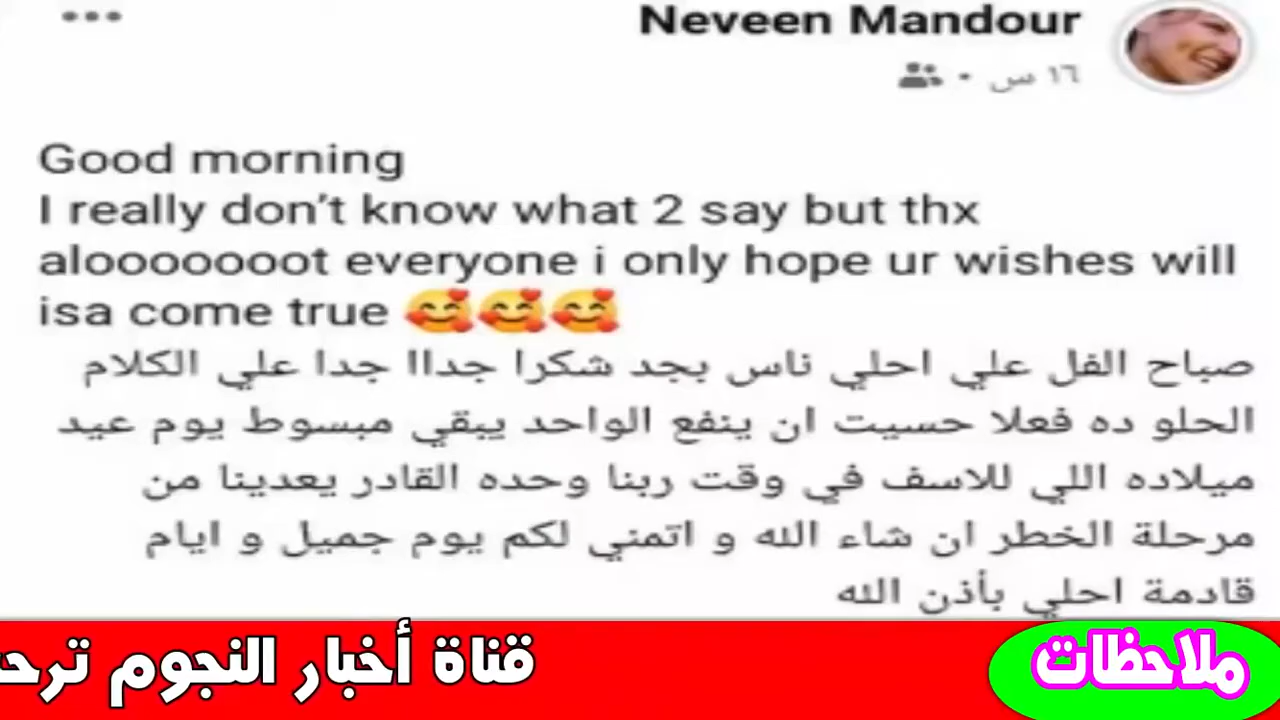 Neveen Mandour
١٦ س
Good morning
I really don't know what 2 say but thx
alooooooot everyone i only hope ur wishes will
isa come true 🥰🥰🥰
صباح الفل علي احلي ناس بجد شكرا جداا جدا علي الكلام
الحلو ده فعلا حسيت ان ينفع الواحد يبقي مبسوط يوم عيد
ميلاده اللي للاسف في وقت ربنا وحده القادر يعدينا من
مرحلة الخطر ان شاء الله و اتمني لكم يوم جميل و ايام
قادمة احلي بأذن الله
ملاحظات
قناة أخبار النجوم